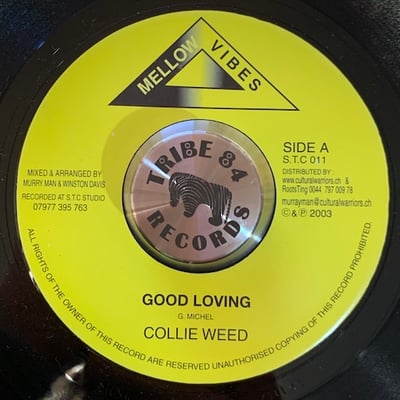 MELLOW VIBES
SIDE A
S.T.C 011
MIXED & ARRANGED BY
MURRY MAN & WINSTON DAVIS
RECORDED AT S.T.C STUDIO
07977 395 763
DISTRIBUTED BY :
www.culturalwarriors.ch &
RootsTing 0044 797 009 78
murrayman@culturalwarriors.ch
©&℗ 2003
TRIBE 84
RECORDS
GOOD LOVING
G. MICHEL
COLLIE WEED
ALL RIGHTS OF THE OWNER OF THIS RECORD ARE RESERVED UNAUTHORISED COPYING OF THIS RECORD PROHIBITED.